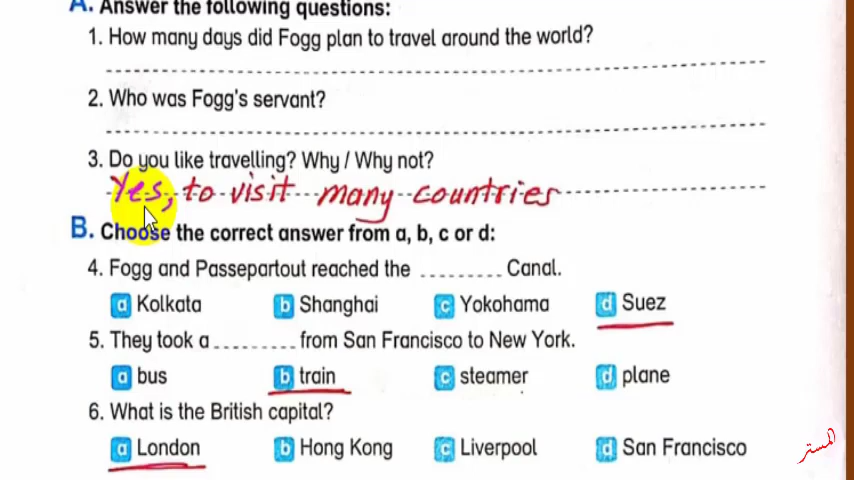 A. Answer the following questions:
1. How many days did Fogg plan to travel around the world?
2. Who was Fogg's servant?
3. Do you like travelling? Why / Why not?
Yes, to visit many countries
B. Choose the correct answer from a, b, c or d:
4. Fogg and Passepartout reached the ......... Canal.
a Kolkata b Shanghai c Yokohama d Suez
5. They took a ......... from San Francisco to New York.
a bus b train c steamer d plane
6. What is the British capital?
a London b Hong Kong c Liverpool d San Francisco
المستر